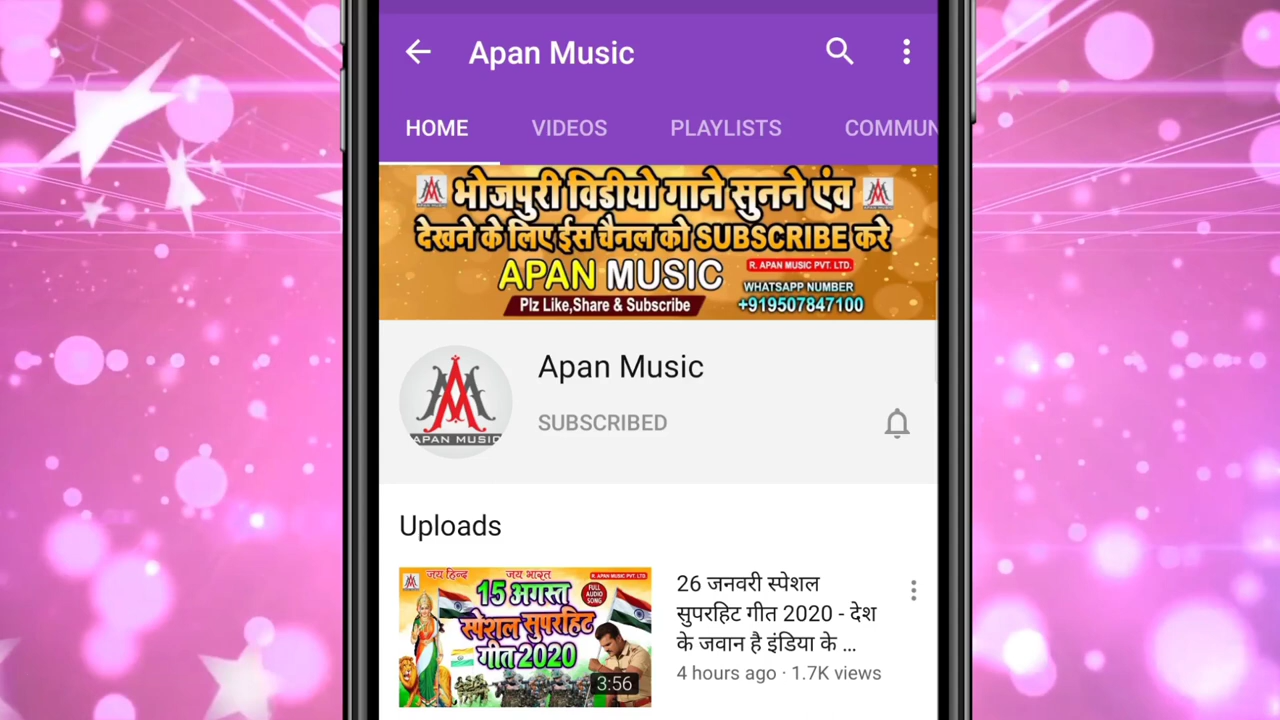 Apan Music
HOME VIDEOS PLAYLISTS COMMUN
भोजपुरी विडीयो गाने सुनने एंव
देखने के लिए ईस चैनल को SUBSCRIBE करे
APAN MUSIC
R. APAN MUSIC PVT. LTD.
WHATSAPP NUMBER
Plz Like,Share & Subscribe
+919507847100
Apan Music
SUBSCRIBED
APAN MUSIC
Uploads
जय हिन्द जय भारत
R. APAN MUSIC PVT. LTD
15 अगस्त
FULL
AUDIO
SONG
स्पेशल सुपरहिट
गीत 2020
3:56
26 जनवरी स्पेशल
सुपरहिट गीत 2020 - देश
के जवान है इंडिया के ...
4 hours ago · 1.7K views